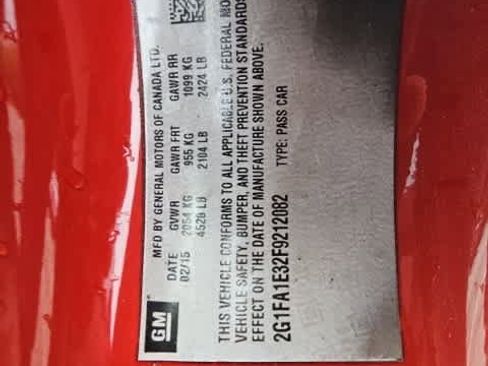 GM
MFD BY GENERAL MOTORS OF CANADA LTD.
DATE GVWR GAWR FRT GAWR RR
02/15 2054 KG 955 KG 1099 KG
4528 LB 2104 LB 2424 LB
THIS VEHICLE CONFORMS TO ALL APPLICABLE U.S. FEDERAL MO
VEHICLE SAFETY, BUMPER, AND THEFT PREVENTION STANDARDS
EFFECT ON THE DATE OF MANUFACTURE SHOWN ABOVE.
2G1FA1E32F9212082 TYPE: PASS CAR